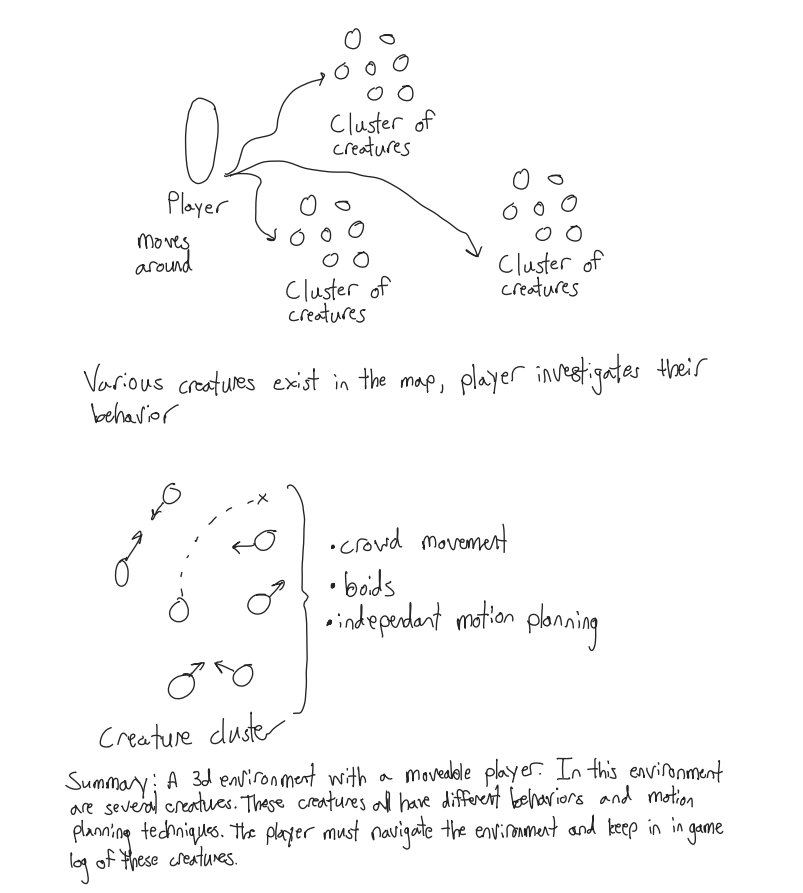 Cluster of
creatures
Player
moves
around
Cluster of
creatures
Cluster of
creatures
Various creatures exist in the map, player investigates their
behavior
x
• crowd movement
• boids
• independant motion planning
Creature cluster
Summary: A 3d environment with a moveable player. In this environment
are several creatues. These creatures all have different behaviors and motion
planning techniques. The player must navigate the environment and keep in in game
log of these creatures.